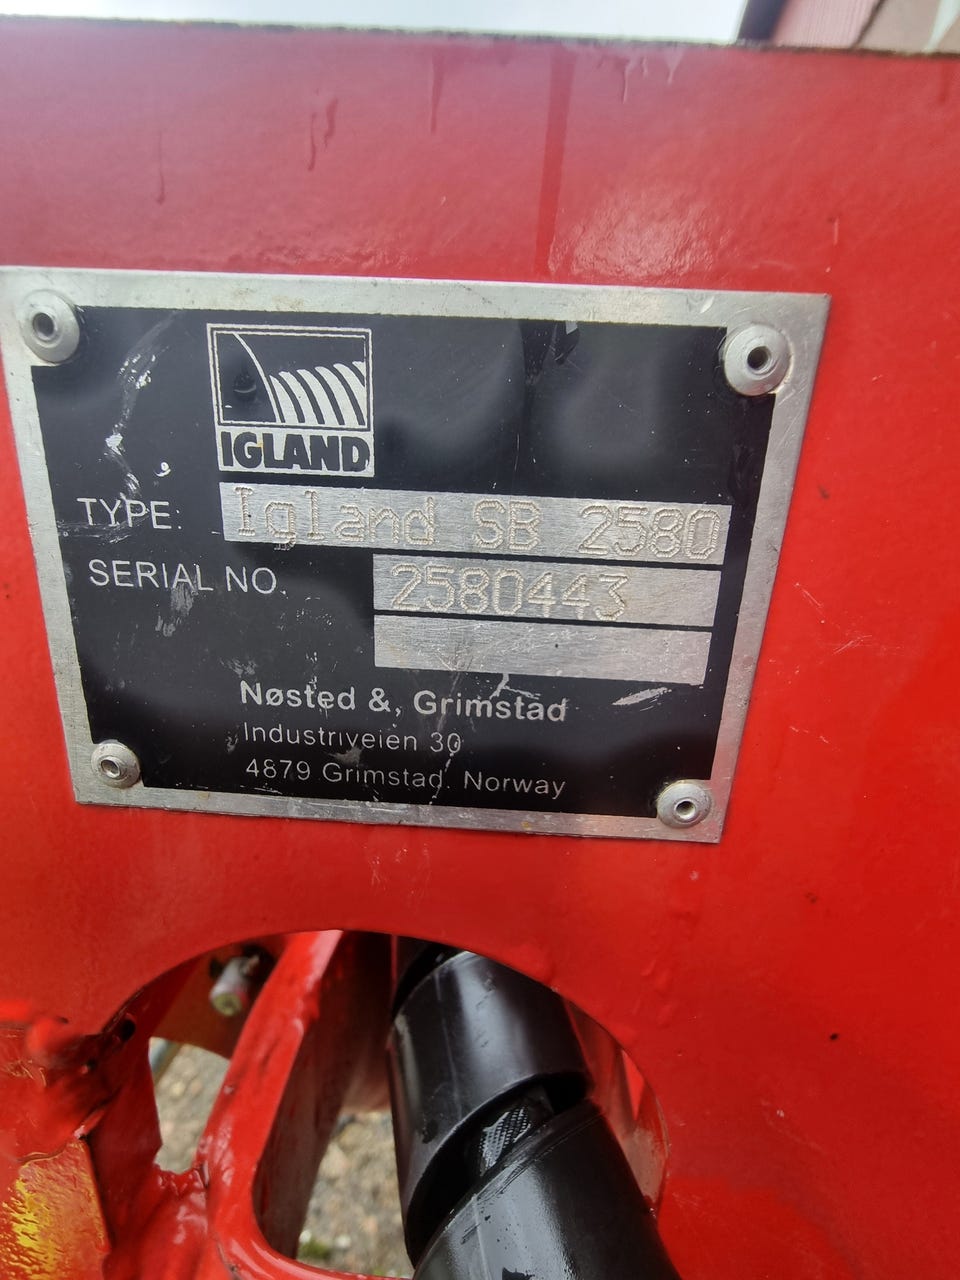 IGLAND
TYPE: Igland SB 2580
SERIAL NO. 2580443
Nøsted &, Grimstad
Industriveien 30
4879 Grimstad. Norway